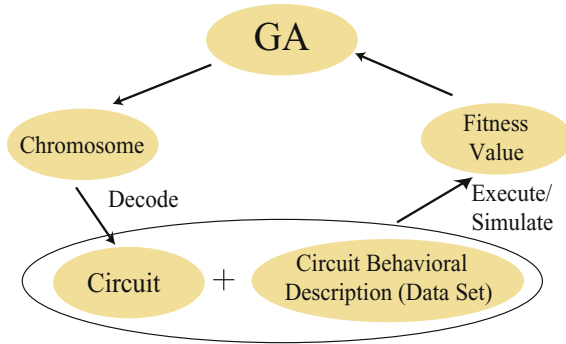 GA
Chromosome
Fitness
Value
Decode
Execute/
Simulate
Circuit
+
Circuit Behavioral
Description (Data Set)